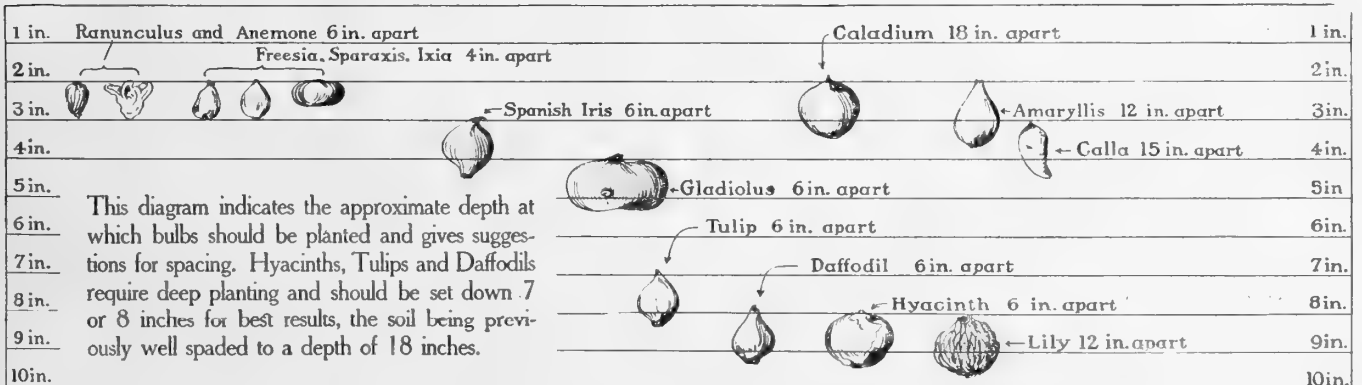 1 in. Ranunculus and Anemone 6 in. apart Caladium 18 in. apart 1 in.
Freesia, Sparaxis, Ixia 4 in. apart
2 in. 2 in.
3 in. Spanish Iris 6 in. apart Amaryllis 12 in. apart 3 in.
4 in. Calla 15 in. apart 4 in.
5 in. Gladiolus 6 in. apart 5 in
This diagram indicates the approximate depth at
which bulbs should be planted and gives sugges-
tions for spacing. Hyacinths, Tulips and Daffodils
require deep planting and should be set down 7
or 8 inches for best results, the soil being previ-
ously well spaded to a depth of 18 inches.
6 in. Tulip 6 in. apart 6 in.
7 in. Daffodil 6 in. apart 7 in.
8 in. Hyacinth 6 in. apart 8 in.
9 in. Lily 12 in. apart 9 in.
10 in. 10 in.